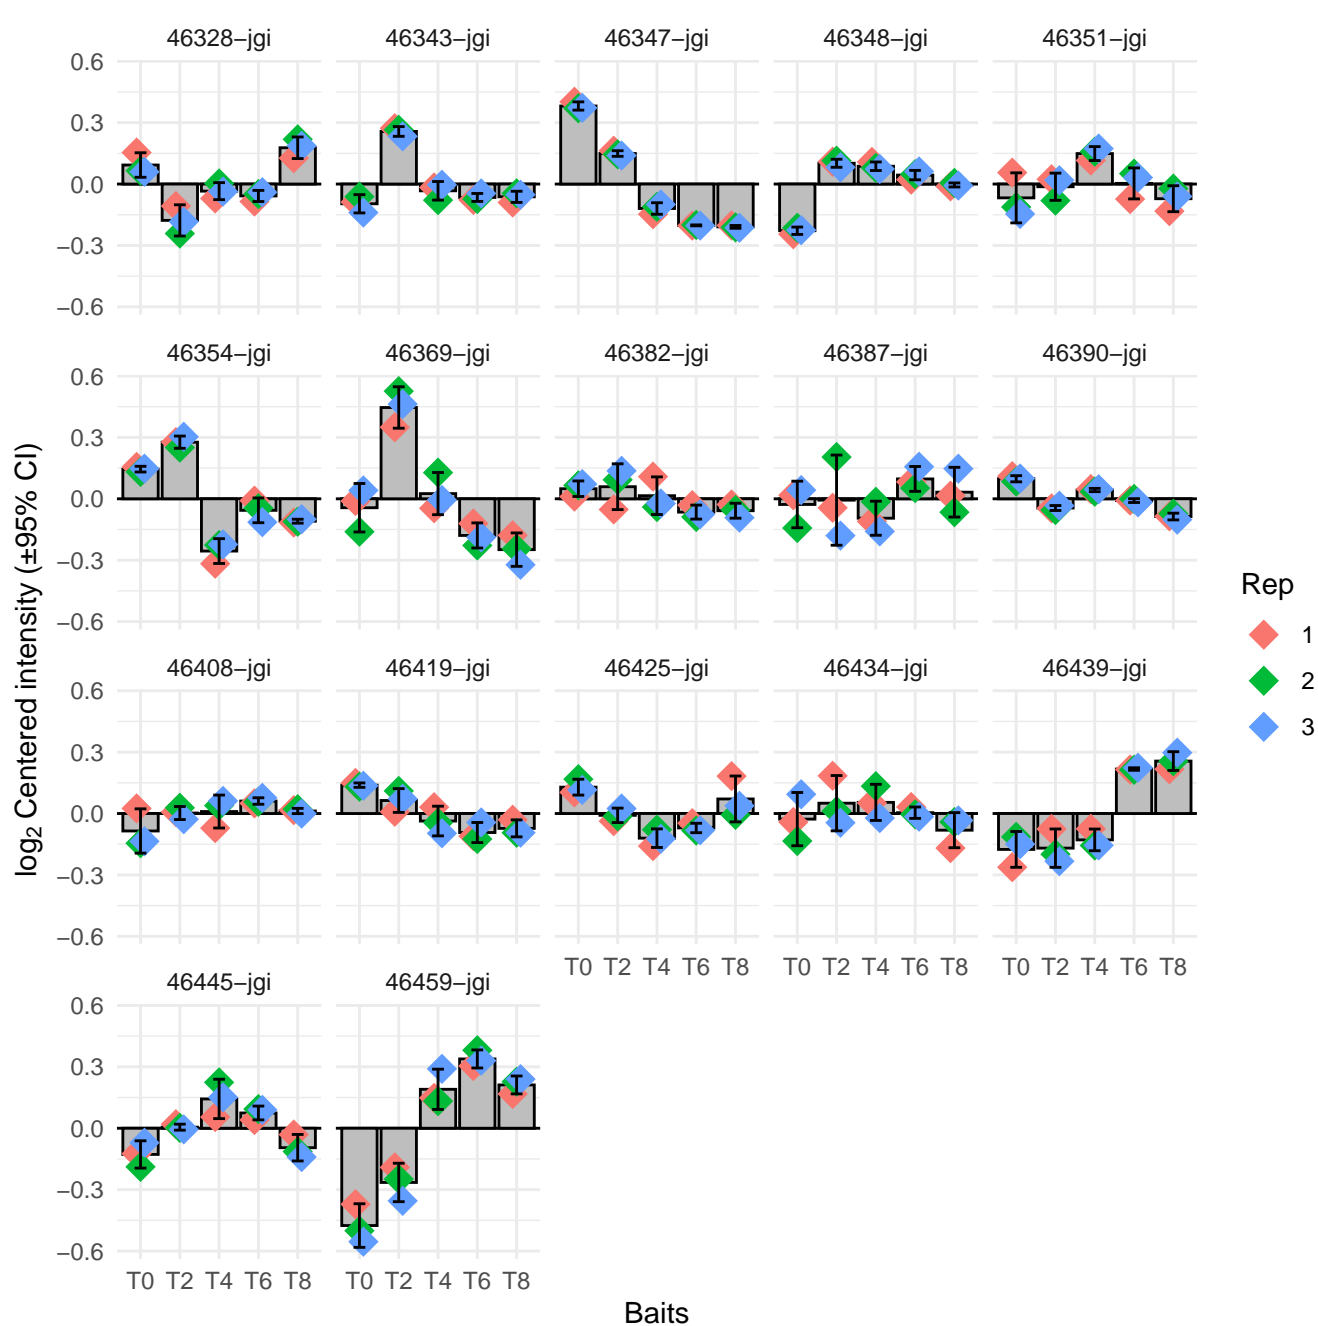 46328–jgi 46343–jgi 46347–jgi 46348–jgi 46351–jgi
0.6
0.3
0.0
−0.3
−0.6
46354–jgi 46369–jgi 46382–jgi 46387–jgi 46390–jgi
0.6
0.3
0.0
−0.3
−0.6
46408–jgi 46419–jgi 46425–jgi 46434–jgi 46439–jgi
0.6
0.3
0.0
−0.3
−0.6
T0 T2 T4 T6 T8 T0 T2 T4 T6 T8 T0 T2 T4 T6 T8
46445–jgi 46459–jgi
0.6
0.3
0.0
−0.3
−0.6
T0 T2 T4 T6 T8 T0 T2 T4 T6 T8
Baits
log2 Centered intensity (±95% CI)
Rep
1
2
3